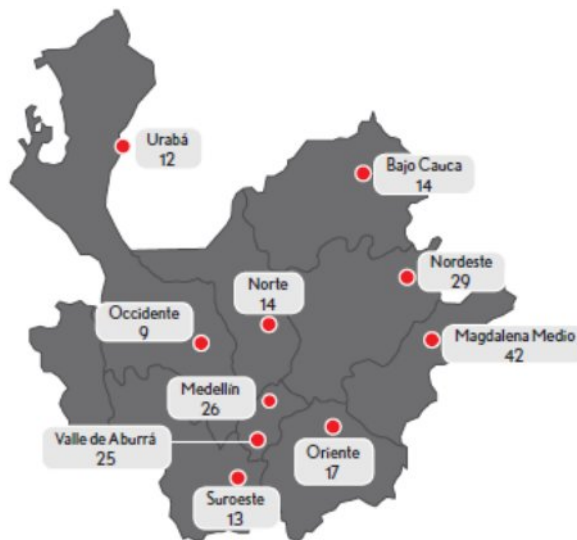 Urabá
12
Bajo Cauca
14
Nordeste
29
Norte
14
Occidente
9
Magdalena Medio
42
Medellín
26
Valle de Aburrá
25
Oriente
17
Suroeste
13